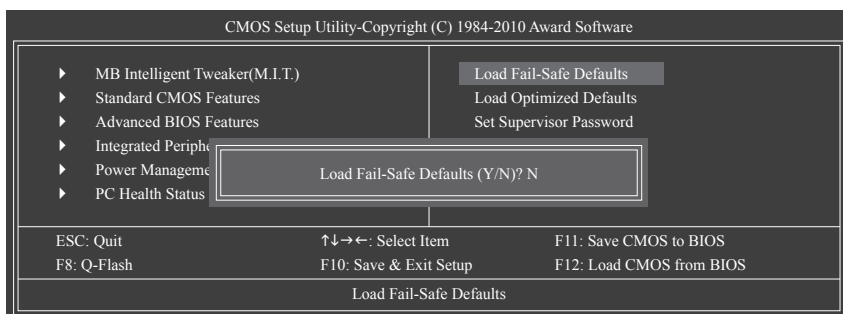 CMOS Setup Utility-Copyright (C) 1984-2010 Award Software
MB Intelligent Tweaker(M.I.T.)
Standard CMOS Features
Advanced BIOS Features
Integrated Periphe
Power Manageme
PC Health Status
Load Fail-Safe Defaults
Load Optimized Defaults
Set Supervisor Password
Load Fail-Safe Defaults (Y/N)? N
ESC: Quit ↑↓→←: Select Item F11: Save CMOS to BIOS
F8: Q-Flash F10: Save & Exit Setup F12: Load CMOS from BIOS
Load Fail-Safe Defaults